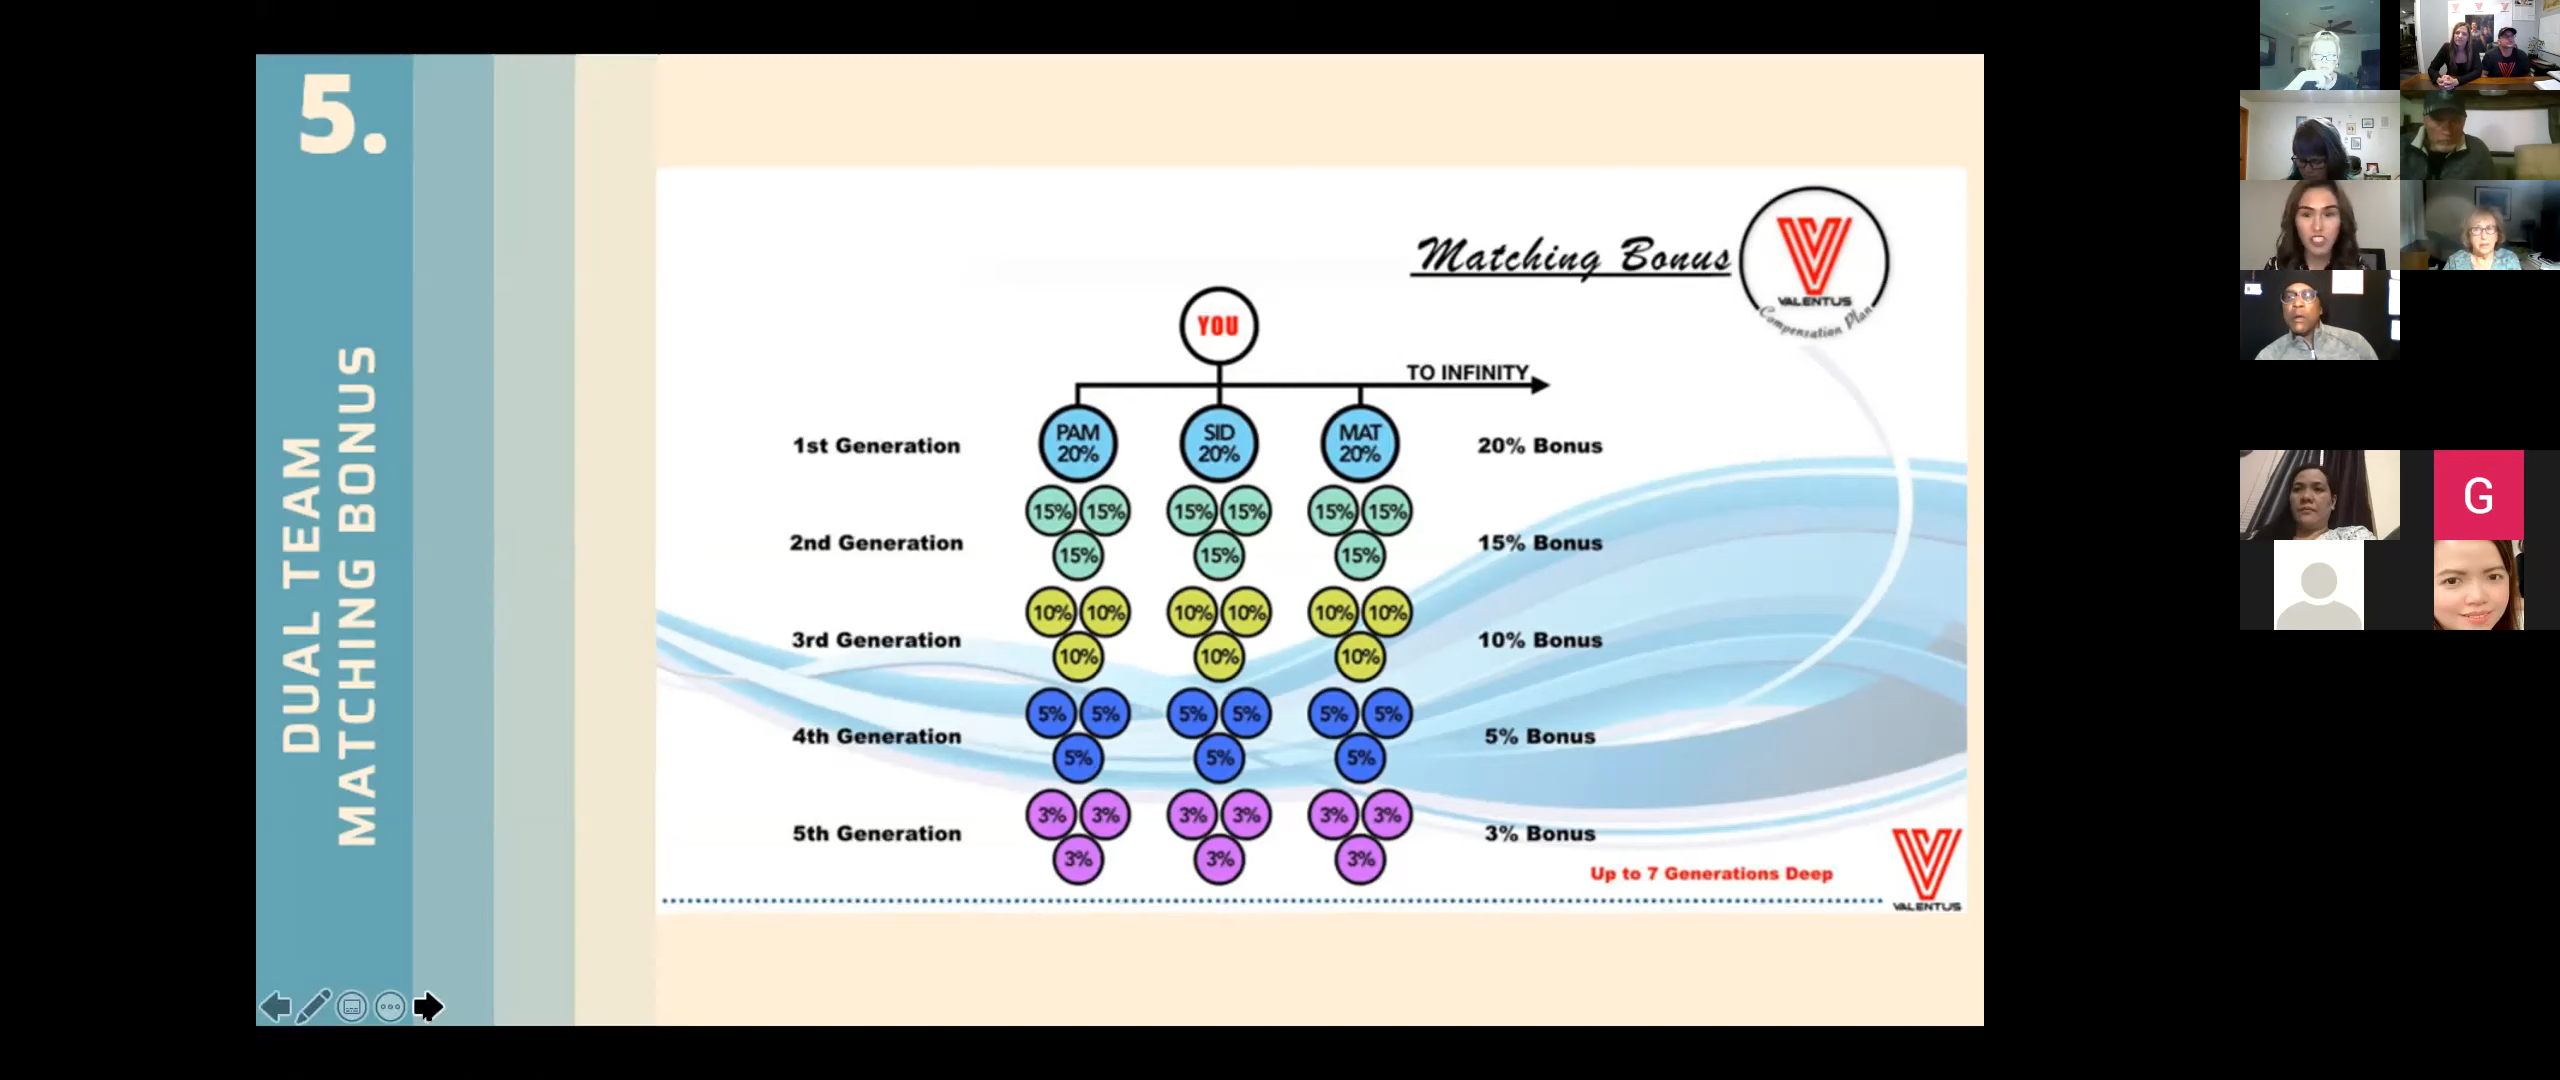 5.
DUAL TEAM
MATCHING BONUS
Matching Bonus
VALENTUS
Compensation Plan
YOU
TO INFINITY
1st Generation
PAM
20%
SID
20%
MAT
20%
20% Bonus
15% 15% 15% 15% 15% 15%
2nd Generation
15% Bonus
15% 15% 15%
10% 10% 10% 10% 10% 10%
3rd Generation
10% Bonus
10% 10% 10%
5% 5% 5% 5% 5% 5%
4th Generation
5% Bonus
5% 5% 5%
3% 3% 3% 3% 3% 3%
5th Generation
3% Bonus
3% 3% 3%
Up to 7 Generations Deep
VALENTUS
G